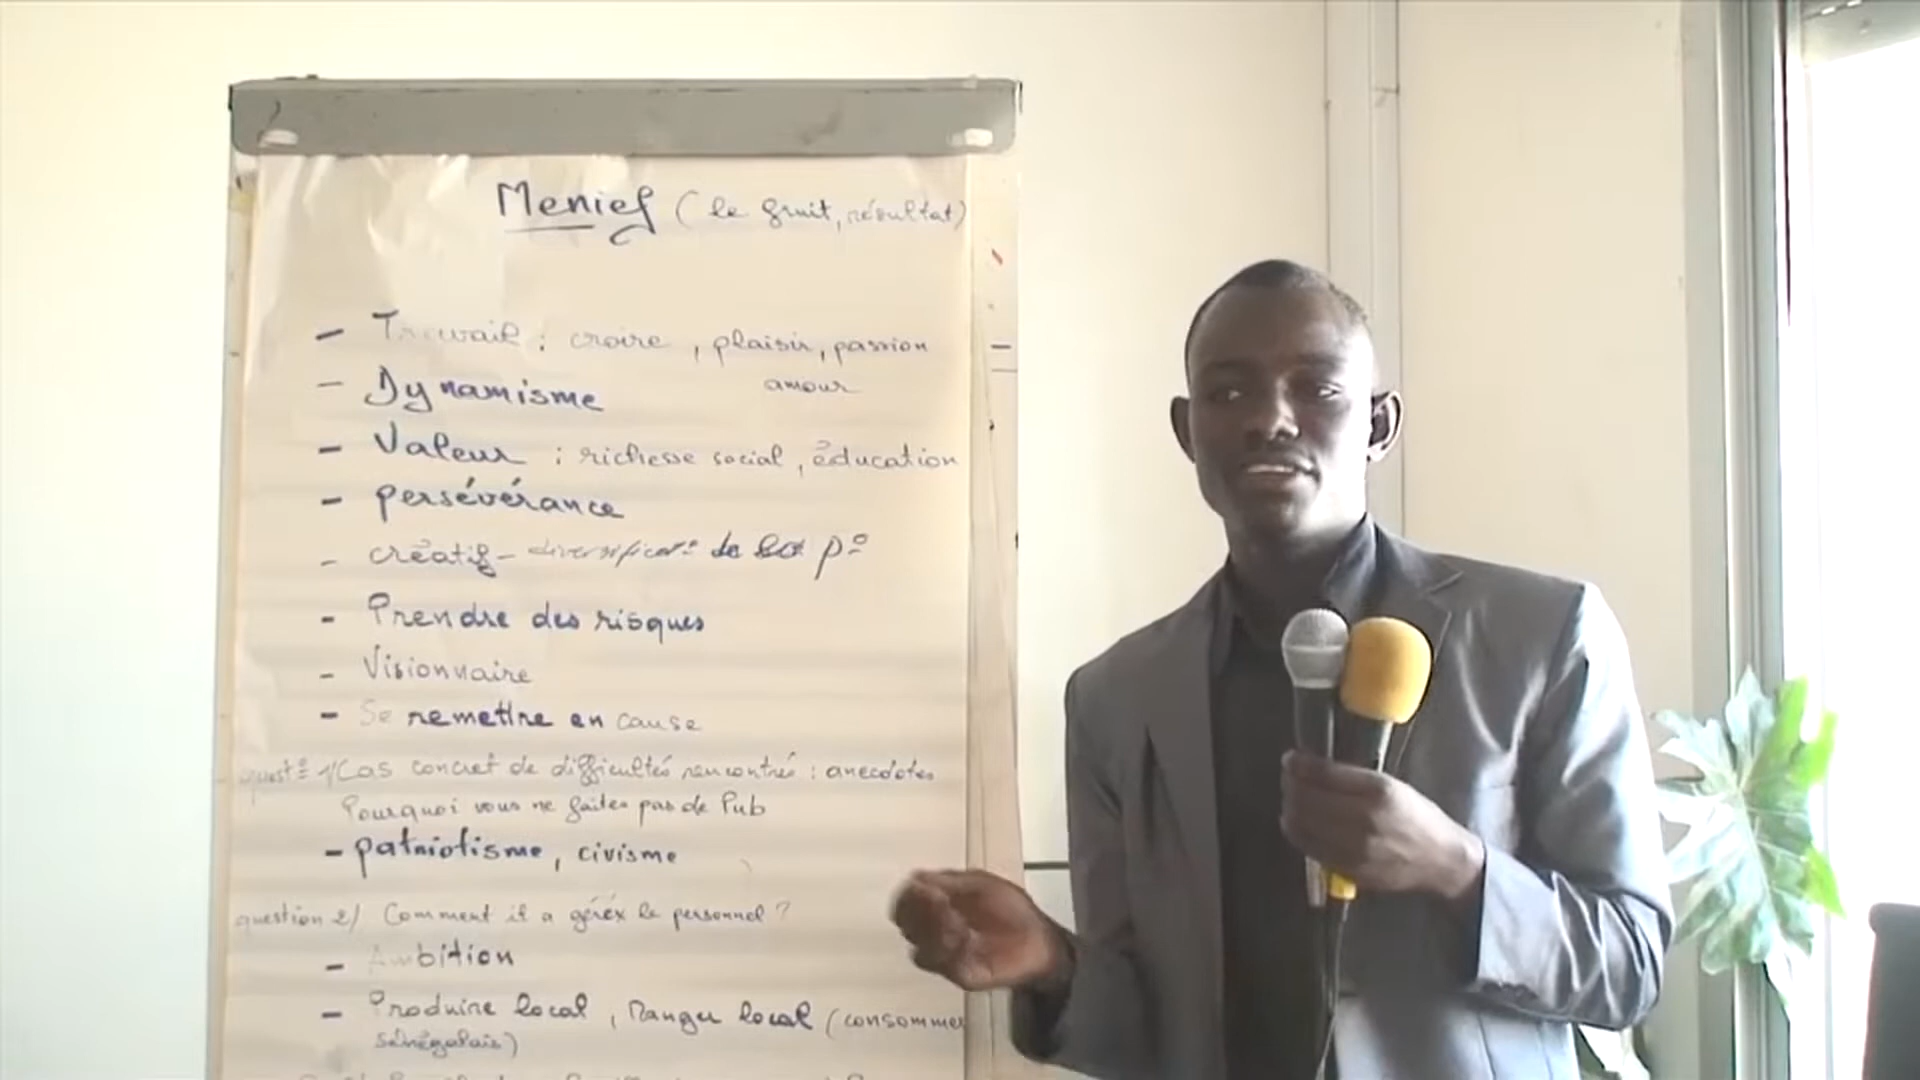 Menief (le fruit, résultat)
- Travail : croire, plaisir, passion
amour
- Dynamisme
- Valeur : richesse social, éducation
- persévérance
- créatif - diversificat° de la p°
- Prendre des risques
- Visionnaire
- Se remettre en cause
quest° 1/ Cas concret de difficultés rencontrés : anecdotes
Pourquoi vous ne faites pas de Pub
- patriotisme, civisme
question 2/ Comment il a gérex le personnel ?
- Ambition
- Produire local, Manger local (consommer
sénégalais)